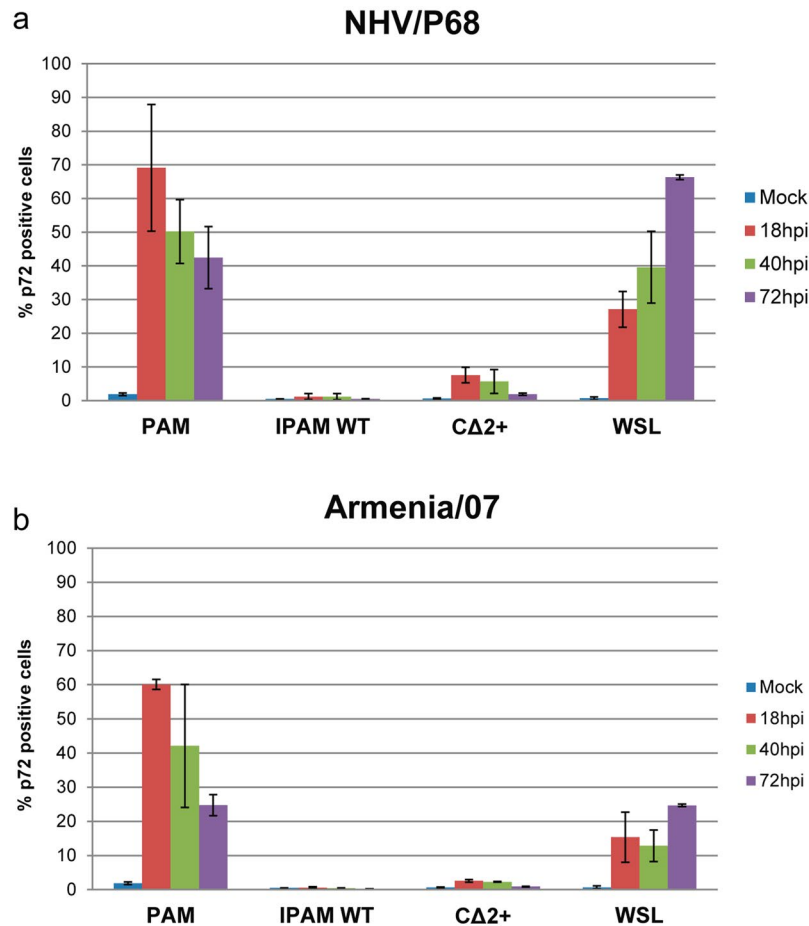 a
NHV/P68
% p72 positive cells
100
90
80
70
60
50
40
30
20
10
0
PAM
IPAM WT
CΔ2+
WSL
Mock
18hpi
40hpi
72hpi
b
Armenia/07
% p72 positive cells
100
90
80
70
60
50
40
30
20
10
0
PAM
IPAM WT
CΔ2+
WSL
Mock
18hpi
40hpi
72hpi